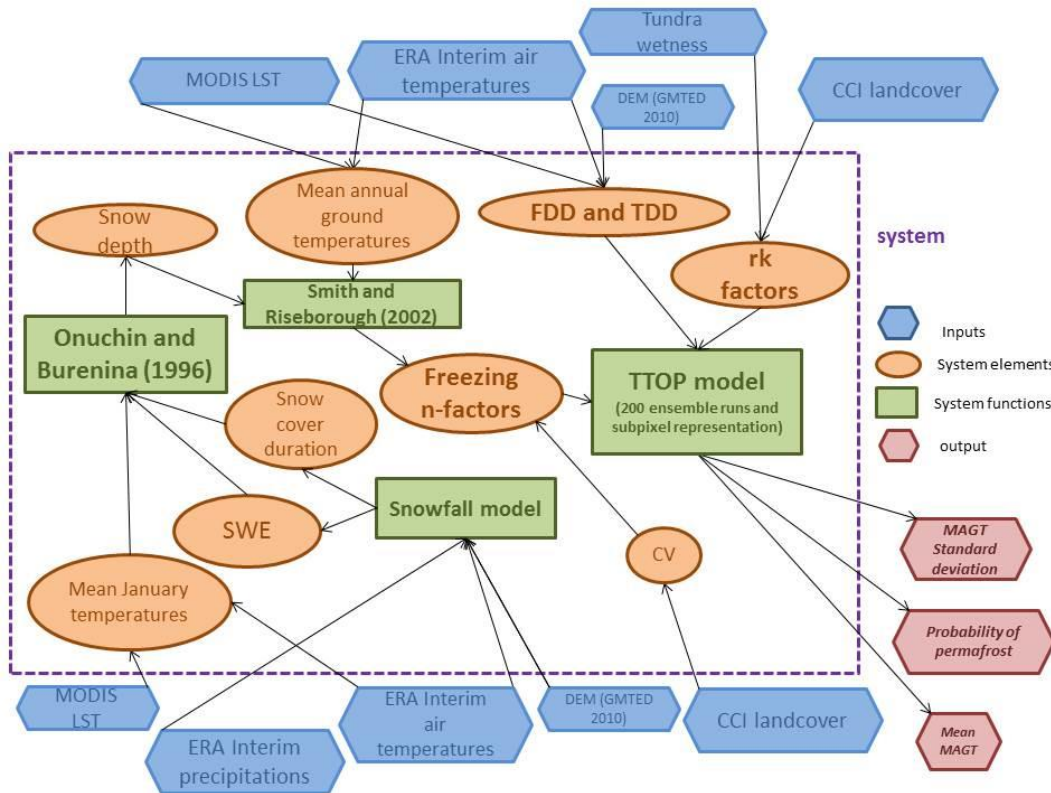 Tundra
wetness
ERA Interim air
temperatures
MODIS LST
DEM (GMTED
2010)
CCI landcover
Mean annual
ground
temperatures
Snow
depth
FDD and TDD
system
rk
factors
Smith and
Riseborough (2002)
Onuchin and
Burenina (1996)
Inputs
Freezing
n-factors
TTOP model
(200 ensemble runs and
subpixel representation)
System elements
Snow
cover
duration
System functions
output
Snowfall model
SWE
CV
MAGT
Standard
deviation
Mean January
temperatures
Probability of
permafrost
MODIS
LST
ERA Interim
precipitations
ERA Interim
air
temperatures
DEM (GMTED
2010)
CCI landcover
Mean
MAGT